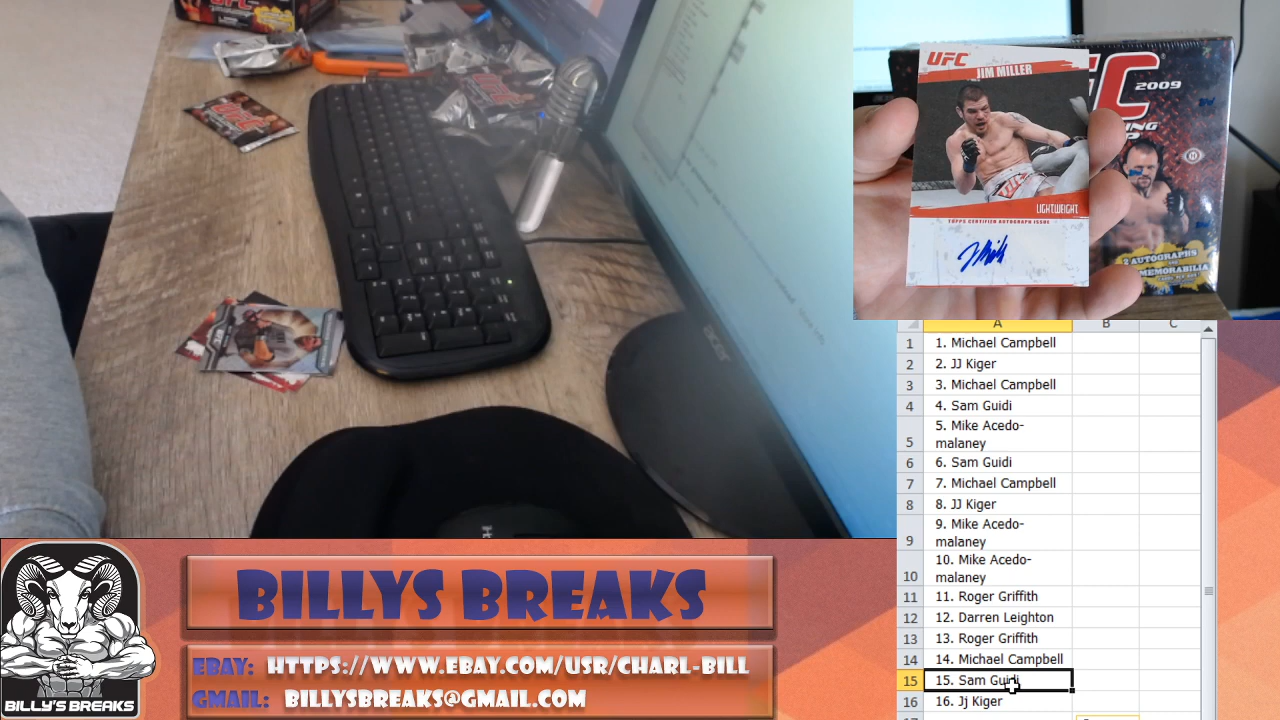 UFC
JIM MILLER
LIGHTWEIGHT
TOPPS CERTIFIED AUTOGRAPH ISSUE
2009
2 AUTOGRAPHS
MEMORABILIA
A B C
1 1. Michael Campbell
2 2. JJ Kiger
3 3. Michael Campbell
4 4. Sam Guidi
5. Mike Acedo-
5 malaney
6 6. Sam Guidi
7 7. Michael Campbell
8 8. JJ Kiger
9. Mike Acedo-
9 malaney
10. Mike Acedo-
10 malaney
11 11. Roger Griffith
12 12. Darren Leighton
13 13. Roger Griffith
14 14. Michael Campbell
15 15. Sam Guidi
16 16. Jj Kiger
BILLYS BREAKS
EBAY: HTTPS://WWW.EBAY.COM/USR/CHARL-BILL
GMAIL: BILLYSBREAKS@GMAIL.COM
BILLY'S BREAKS